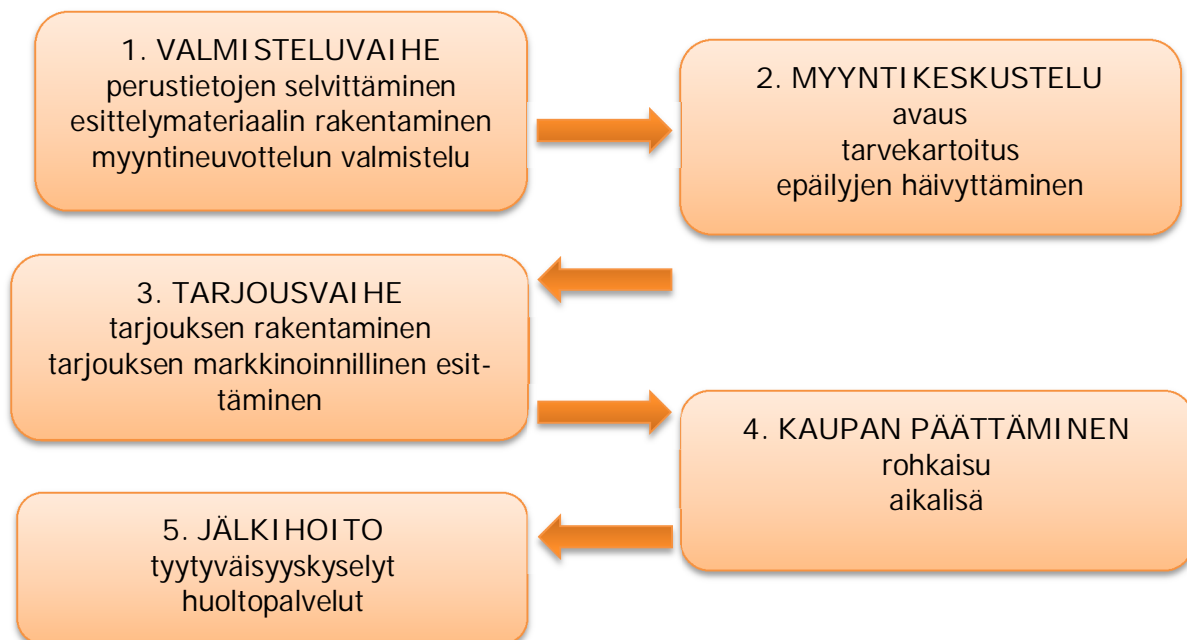 1. VALMISTELUVAIHE
perustietojen selvittäminen
esittelymateriaalin rakentaminen
myyntineuvottelun valmistelu
2. MYYNTIKESKUSTELU
avaus
tarvekartoitus
epäilyjen häivyttäminen
3. TARJOUSVAIHE
tarjouksen rakentaminen
tarjouksen markkinoinnillinen esit-
täminen
4. KAUPAN PÄÄTTÄMINEN
rohkaisu
aikalisä
5. JÄLKIHOITO
tyytyväisyyskyselyt
huoltopalvelut